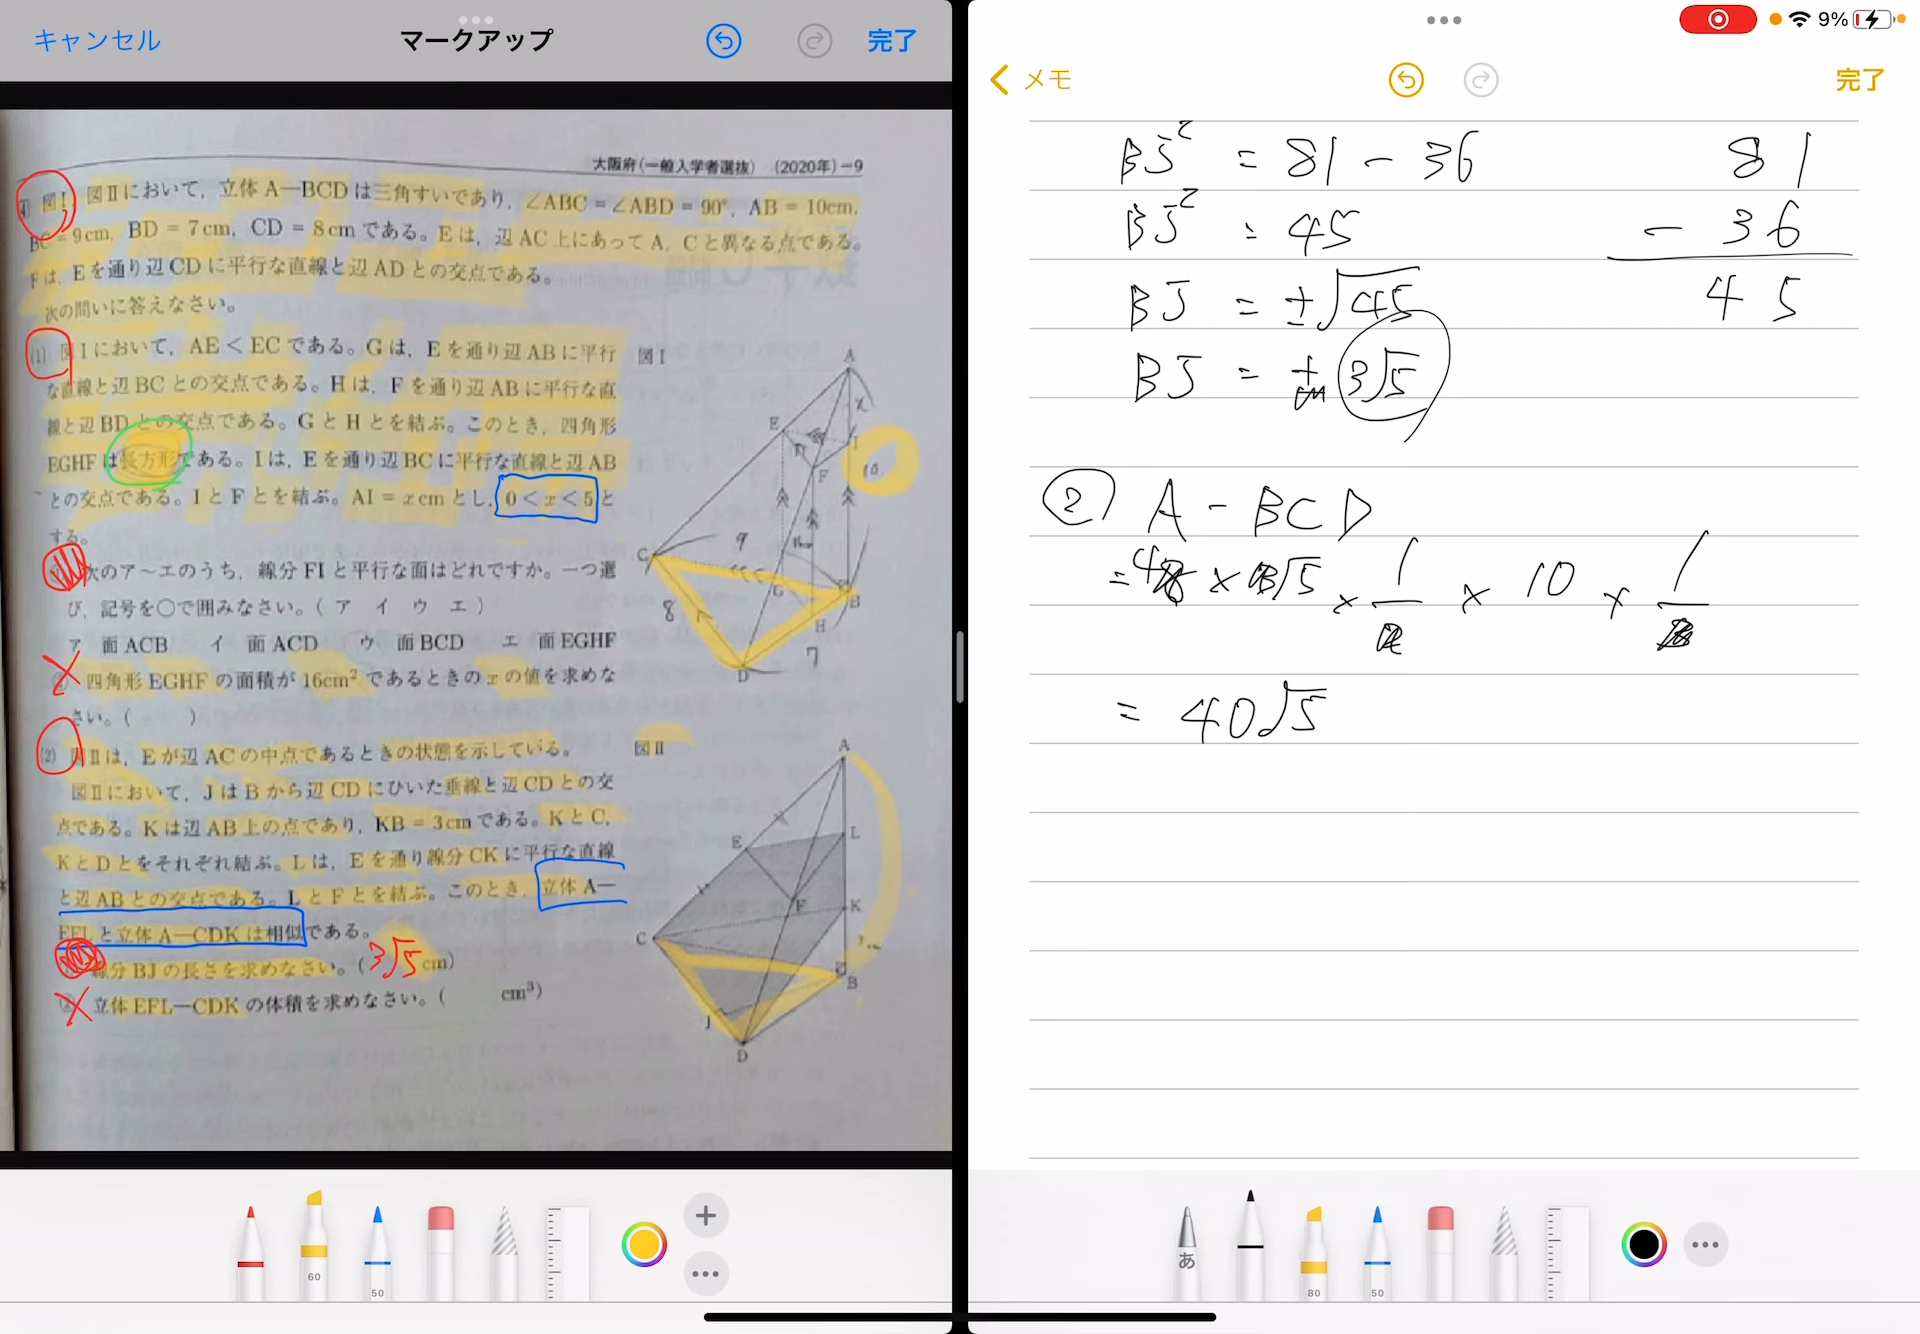 キャンセル
マークアップ
完了
大阪府(一般入学者選抜) (2020年)-9
図Ⅰ, 図Ⅱにおいて, 立体A—BCDは三角すいであり, ∠ABC = ∠ABD = 90°, AB = 10cm,
BC = 9cm, BD = 7cm, CD = 8cmである。Eは, 辺AC上にあってA, Cと異なる点である。
Fは, Eを通り辺CDに平行な直線と辺ADとの交点である。
次の問いに答えなさい。
(1) 図Ⅰにおいて, AE < ECである。Gは, Eを通り辺ABに平行
な直線と辺BCとの交点である。Hは, Fを通り辺ABに平行な直
線と辺BDとの交点である。GとHとを結ぶ。このとき, 四角形
EGHFは長方形である。Iは, Eを通り辺BCに平行な直線と辺AB
との交点である。IとFとを結ぶ。AI = xcmとし, 0 < x < 5と
する。
次のア〜エのうち, 線分FIと平行な面はどれですか。一つ選
び, 記号を○で囲みなさい。( ア イ ウ エ )
ア 面ACB イ 面ACD ウ 面BCD エ 面EGHF
四角形EGHFの面積が16cm²であるときのxの値を求めな
さい。( )
図Ⅰ
A
x
E
I
F
10
9
C
G
B
8
H
7
D
(2) 図Ⅱは, Eが辺ACの中点であるときの状態を示している。
図Ⅱにおいて, JはBから辺CDにひいた垂線と辺CDとの交
点である。Kは辺AB上の点であり, KB = 3cmである。KとC,
KとDとをそれぞれ結ぶ。Lは, Eを通り線分CKに平行な直線
と辺ABとの交点である。LとFとを結ぶ。このとき, 立体A—
EFLと立体A—CDKは相似である。
線分BJの長さを求めなさい。( 3√5 cm)
立体EFL—CDKの体積を求めなさい。( cm³)
図Ⅱ
A
L
E
F
K
C
B
J
D
60
50
9%
メモ
完了
BJ² = 81 - 36
BJ² = 45
BJ = ±√45
BJ = ± 3√5
81
- 36
45
② A - BCD
× 10 ×
= 40√5
あ
80
50